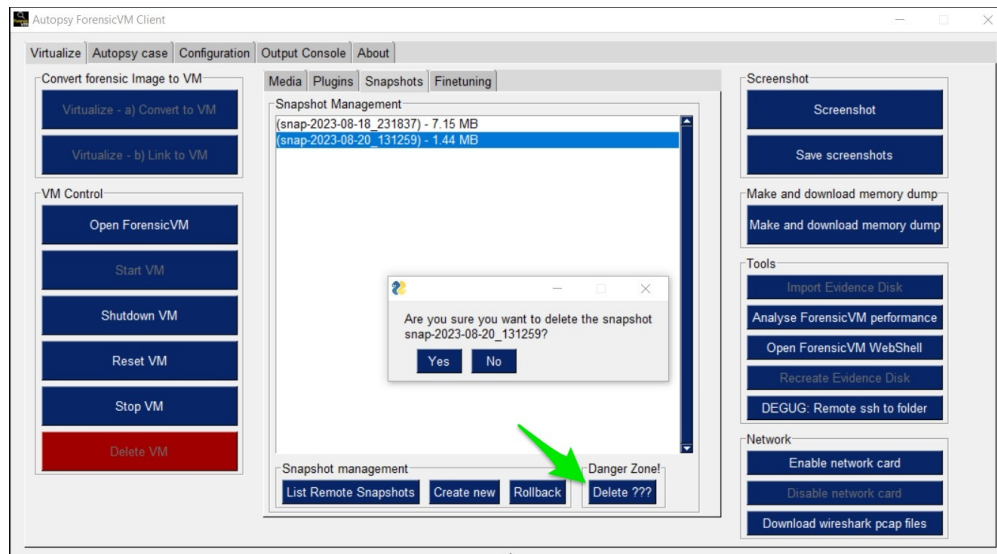 Autopsy ForensicVM Client
Virtualize Autopsy case Configuration Output Console About
Convert forensic Image to VM
Virtualize - a) Convert to VM
Virtualize - b) Link to VM
VM Control
Open ForensicVM
Start VM
Shutdown VM
Reset VM
Stop VM
Delete VM
Media Plugins Snapshots Finetuning
Snapshot Management
(snap-2023-08-18_231837) - 7.15 MB
(snap-2023-08-20_131259) - 1.44 MB
Are you sure you want to delete the snapshot
snap-2023-08-20_131259?
Yes No
Snapshot management
List Remote Snapshots Create new Rollback
Danger Zone!
Delete ???
Screenshot
Screenshot
Save screenshots
Make and download memory dump
Make and download memory dump
Tools
Import Evidence Disk
Analyse ForensicVM performance
Open ForensicVM WebShell
Recreate Evidence Disk
DEGUG: Remote ssh to folder
Network
Enable network card
Disable network card
Download wireshark pcap files